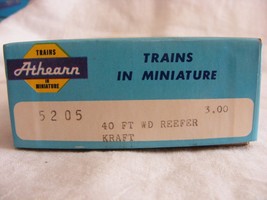 TRAINS
Athearn
IN
MINIATURE
TRAINS
IN MINIATURE
5205 3.00
40 FT WD REEFER
KRAFT